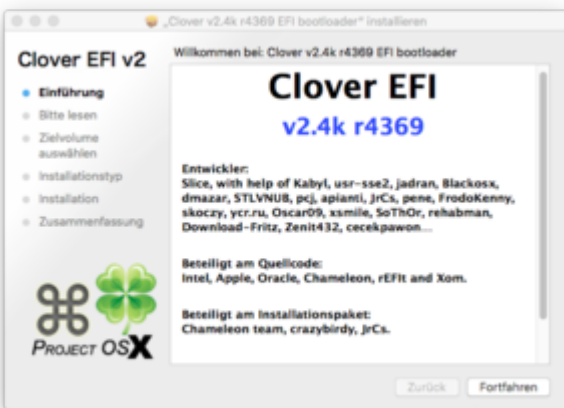 „Clover v2.4k r4369 EFI bootloader“ installieren
Clover EFI v2
Willkommen bei: Clover v2.4k r4369 EFI bootloader
Einführung
Bitte lesen
Zielvolume
auswählen
Installationstyp
Installation
Zusammenfassung
PROJECT OSX
Clover EFI
v2.4k r4369
Entwickler:
Slice, with help of Kabyl, usr-sse2, jadran, Blackosx,
dmazar, STLVNUB, pcj, apianti, JrCs, pene, FrodoKenny,
skoczy, ycr.ru, Oscar09, xsmile, SoThOr, rehabman,
Download-Fritz, Zenit432, cecekpawon...
Beteiligt am Quellcode:
Intel, Apple, Oracle, Chameleon, rEFIt and Xom.
Beteiligt am Installationspaket:
Chameleon team, crazybirdy, JrCs.
Zurück
Fortfahren